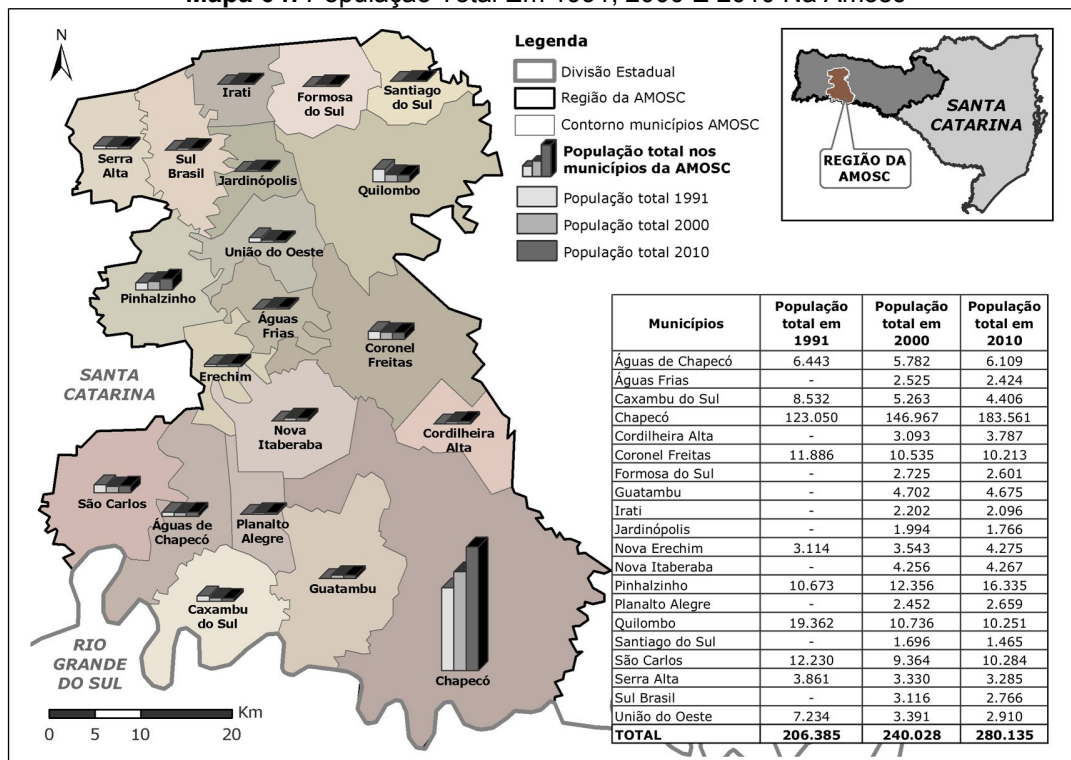 Mapa 04: População Total Em 1991, 2000 E 2010 Na Amosc
N
Irati
Formosa
do Sul
Santiago
do Sul
Serra
Alta
Sul
Brasil
Jardinópolis
Quilombo
União do Oeste
Pinhalzinho
Águas
Frias
Coronel
Freitas
Erechim
SANTA
CATARINA
Nova
Itaberaba
Cordilheira
Alta
São Carlos
Águas de
Chapecó
Planalto
Alegre
Guatambu
Caxambu
do Sul
Chapecó
RIO
GRANDE
DO SUL
Km
0 5 10 20
Legenda
Divisão Estadual
Região da AMOSC
Contorno municípios AMOSC
População total nos
municípios da AMOSC
População total 1991
População total 2000
População total 2010
SANTA
CATARINA
REGIÃO DA
AMOSC
Municípios População total em 1991 População total em 2000 População total em 2010
Águas de Chapecó 6.443 5.782 6.109
Águas Frias - 2.525 2.424
Caxambu do Sul 8.532 5.263 4.406
Chapecó 123.050 146.967 183.561
Cordilheira Alta - 3.093 3.787
Coronel Freitas 11.886 10.535 10.213
Formosa do Sul - 2.725 2.601
Guatambu - 4.702 4.675
Irati - 2.202 2.096
Jardinópolis - 1.994 1.766
Nova Erechim 3.114 3.543 4.275
Nova Itaberaba - 4.256 4.267
Pinhalzinho 10.673 12.356 16.335
Planalto Alegre - 2.452 2.659
Quilombo 19.362 10.736 10.251
Santiago do Sul - 1.696 1.465
São Carlos 12.230 9.364 10.284
Serra Alta 3.861 3.330 3.285
Sul Brasil - 3.116 2.766
União do Oeste 7.234 3.391 2.910
TOTAL 206.385 240.028 280.135